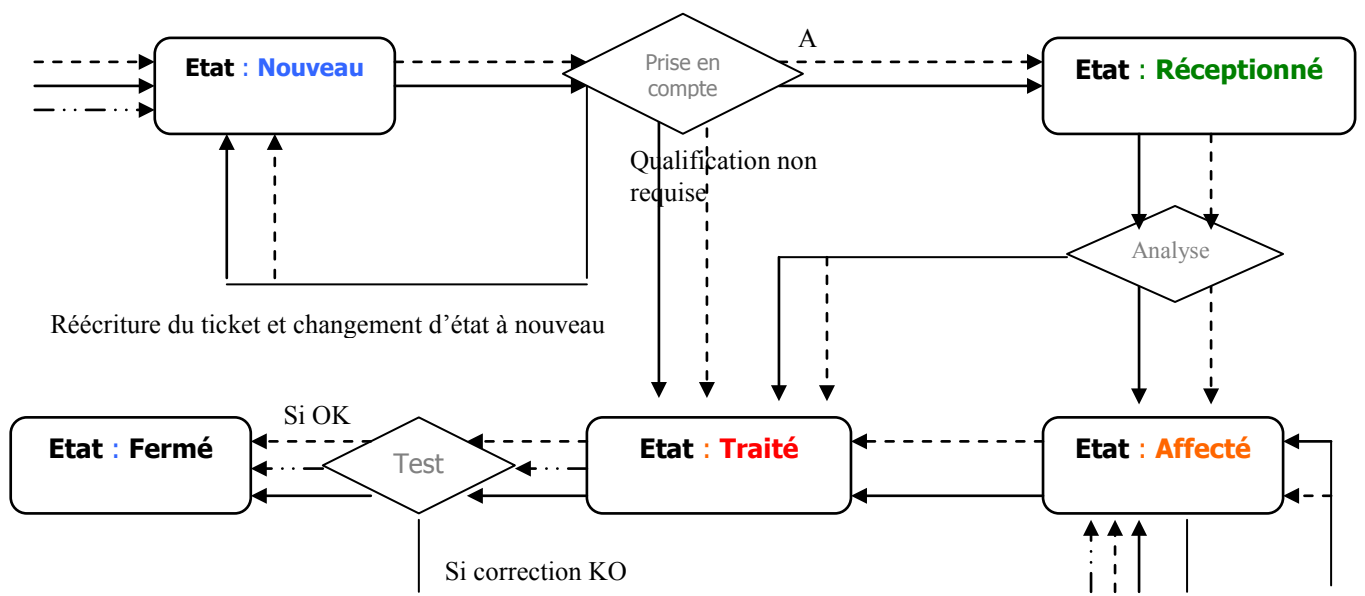 Etat : Nouveau
Prise en
compte
A
Etat : Réceptionné
Qualification non
requise
Analyse
Réécriture du ticket et changement d’état à nouveau
Si OK
Etat : Fermé
Test
Etat : Traité
Etat : Affecté
Si correction KO